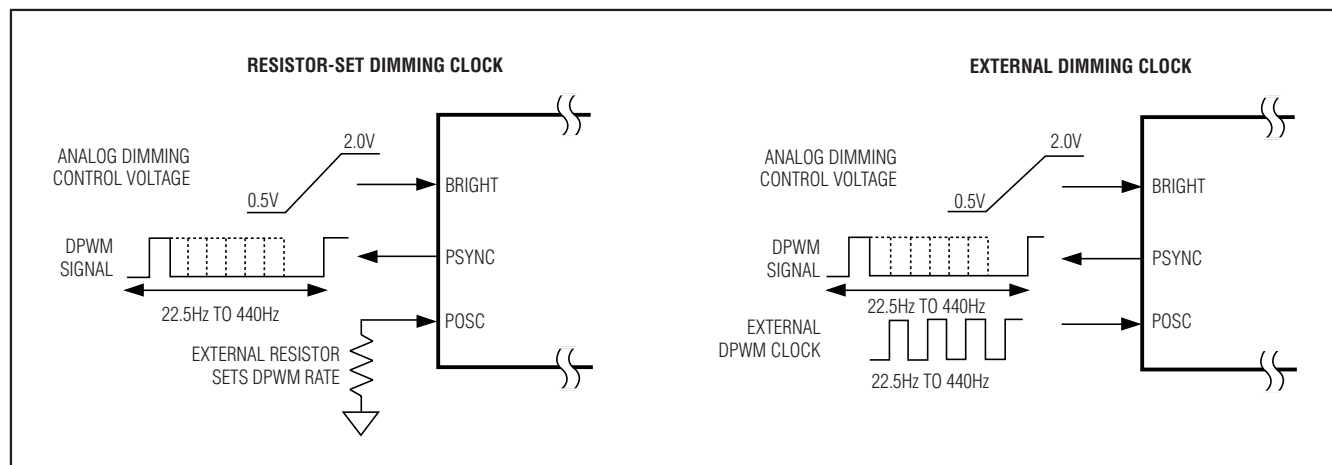 RESISTOR-SET DIMMING CLOCK
ANALOG DIMMING
CONTROL VOLTAGE
2.0V
0.5V
BRIGHT
DPWM
SIGNAL
PSYNC
22.5Hz TO 440Hz
POSC
EXTERNAL RESISTOR
SETS DPWM RATE
EXTERNAL DIMMING CLOCK
ANALOG DIMMING
CONTROL VOLTAGE
2.0V
0.5V
BRIGHT
DPWM
SIGNAL
PSYNC
22.5Hz TO 440Hz
EXTERNAL
DPWM CLOCK
POSC
22.5Hz TO 440Hz